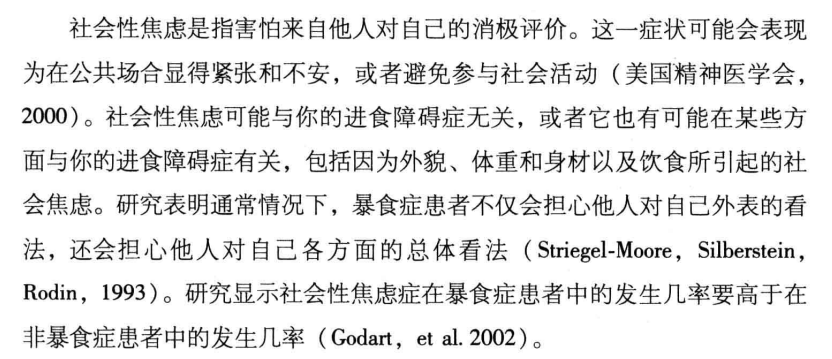 社会性焦虑是指害怕来自他人对自己的消极评价。这一症状可能会表现
为在公共场合显得紧张和不安，或者避免参与社会活动（美国精神医学会，
2000）。社会性焦虑可能与你的进食障碍症无关，或者它也有可能在某些方
面与你的进食障碍症有关，包括因为外貌、体重和身材以及饮食所引起的社
会焦虑。研究表明通常情况下，暴食症患者不仅会担心他人对自己外表的看
法，还会担心他人对自己各方面的总体看法（Striegel-Moore，Silberstein，
Rodin，1993）。研究显示社会性焦虑症在暴食症患者中的发生几率要高于在
非暴食症患者中的发生几率（Godart，et al. 2002）。